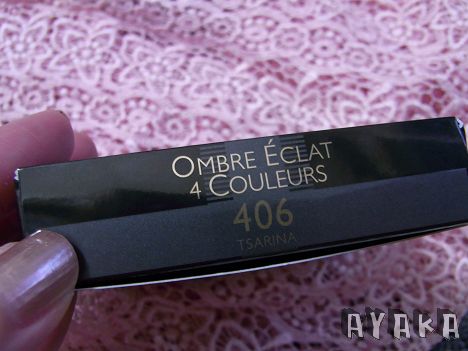 OMBRE ÉCLAT
4 COULEURS
406
TSARINA
AYAKA